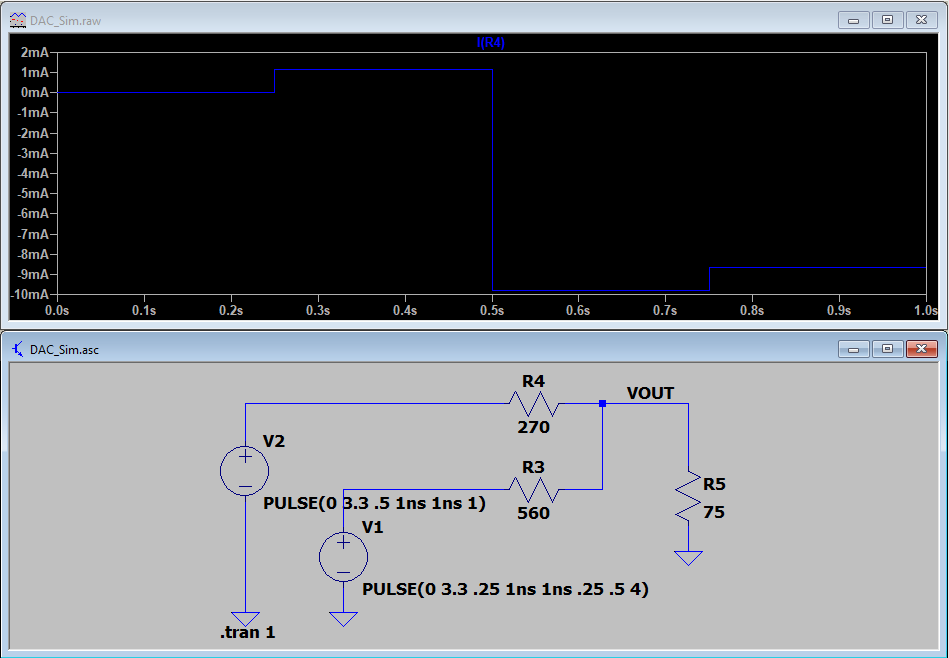 DAC_Sim.raw
I(R4)
2mA
1mA
0mA
-1mA
-2mA
-3mA
-4mA
-5mA
-6mA
-7mA
-8mA
-9mA
-10mA
0.0s 0.1s 0.2s 0.3s 0.4s 0.5s 0.6s 0.7s 0.8s 0.9s 1.0s
DAC_Sim.asc
R4
VOUT
270
V2
R3
R5
PULSE(0 3.3 .5 1ns 1ns 1)
560
75
V1
PULSE(0 3.3 .25 1ns 1ns .25 .5 4)
.tran 1